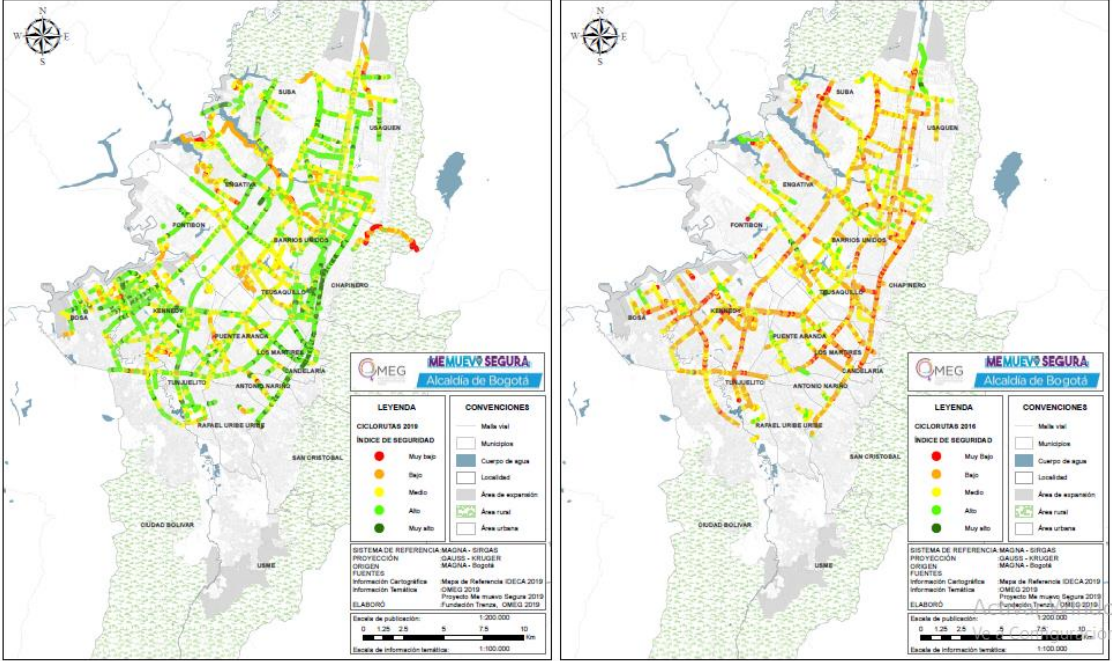 N
W E
S
SUBA
USAQUEN
ENGATIVA
FONTIBON
BARRIOS UNIDOS
TEUSAQUILLO
CHAPINERO
BOSA
KENNEDY
PUENTE ARANDA
LOS MARTIRES
CANDELARIA
TUNJUELITO
ANTONIO NARIÑO
RAFAEL URIBE URIBE
SAN CRISTOBAL
CIUDAD BOLIVAR
USME
OMEG
MEMUEVO SEGURA
Alcaldía de Bogotá
LEYENDA
CICLORUTAS 2019
ÍNDICE DE SEGURIDAD
Muy bajo
Bajo
Medio
Alto
Muy alto
CONVENCIONES
Malla vial
Municipios
Cuerpo de agua
Localidad
Área de expansión
Área rural
Área urbana
SISTEMA DE REFERENCIA:MAGNA - SIRGAS
PROYECCIÓN :GAUSS - KRUGER
ORIGEN :MAGNA - Bogotá
FUENTES
Información Cartográfica :Mapa de Referencia IDECA 2019
Información Temática :OMEG 2019
Proyecto Me muevo Segura 2019
ELABORÓ :Fundación Trenza, OMEG 2019
Escala de publicación: 1:200.000
0 1.25 2.5 5 7.5 10
Km
Escala de información temática: 1:100.000
N
W E
S
SUBA
USAQUEN
ENGATIVA
FONTIBON
BARRIOS UNIDOS
TEUSAQUILLO
CHAPINERO
BOSA
KENNEDY
PUENTE ARANDA
LOS MARTIRES
CANDELARIA
TUNJUELITO
ANTONIO NARIÑO
RAFAEL URIBE URIBE
SAN CRISTOBAL
CIUDAD BOLIVAR
USME
OMEG
MEMUEVO SEGURA
Alcaldía de Bogotá
LEYENDA
CICLORUTAS 2016
ÍNDICE DE SEGURIDAD
Muy Bajo
Bajo
Medio
Alto
Muy alto
CONVENCIONES
Malla vial
Municipios
Cuerpo de agua
Localidad
Área de expansión
Área rural
Área urbana
SISTEMA DE REFERENCIA:MAGNA - SIRGAS
PROYECCIÓN :GAUSS - KRUGER
ORIGEN :MAGNA - Bogotá
FUENTES
Información Cartográfica :Mapa de Referencia IDECA 2019
Información Temática :OMEG 2019
Proyecto Me muevo Segura 2019
ELABORÓ :Fundación Trenza, OMEG 2019
Escala de publicación: 1:200.000
0 1.25 2.5 5 7.5 10
Km
Escala de información temática: 1:100.000